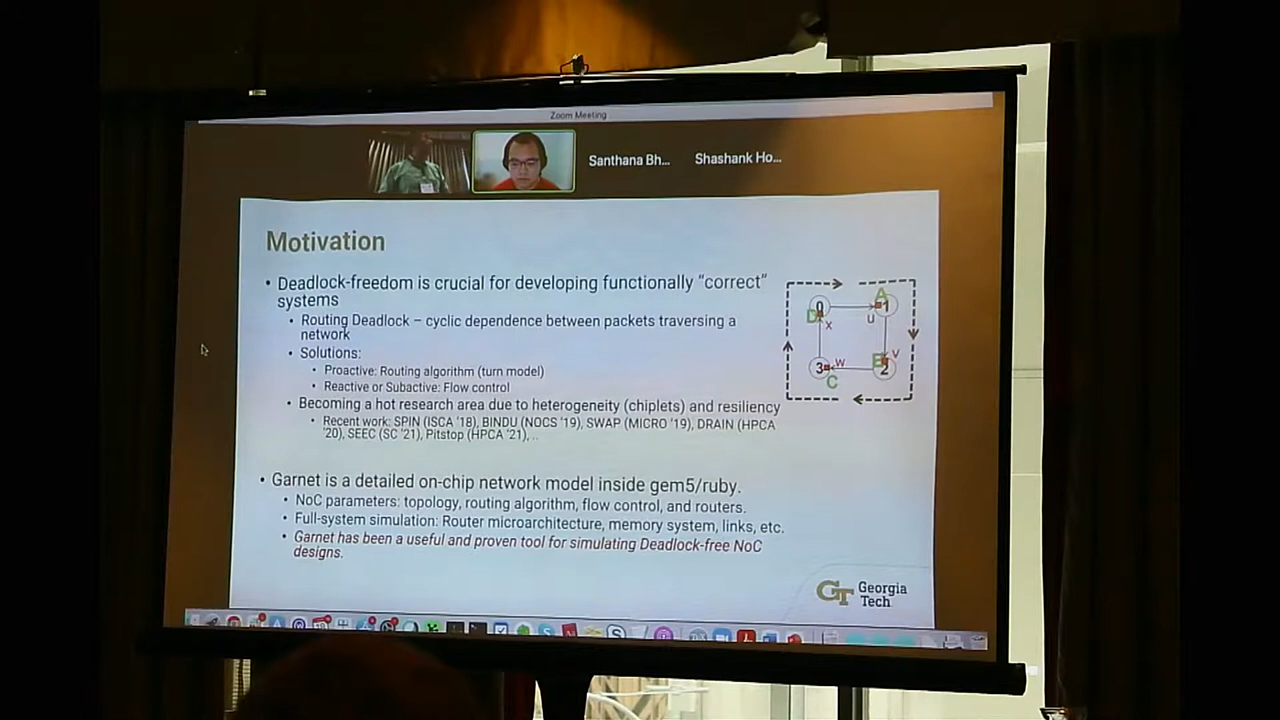 Zoom Meeting
Santhana Bh...
Shashank Ho...
Motivation
• Deadlock-freedom is crucial for developing functionally “correct”
systems
• Routing Deadlock – cyclic dependence between packets traversing a
network
• Solutions:
• Proactive: Routing algorithm (turn model)
• Reactive or Subactive: Flow control
• Becoming a hot research area due to heterogeneity (chiplets) and resiliency
• Recent work: SPIN (ISCA ’18), BINDU (NOCS ’19), SWAP (MICRO ’19), DRAIN (HPCA
’20), SEEC (SC ’21), Pitstop (HPCA ’21), ..
0 A 1
D x u
B v
3 w 2
C
• Garnet is a detailed on-chip network model inside gem5/ruby.
• NoC parameters: topology, routing algorithm, flow control, and routers.
• Full-system simulation: Router microarchitecture, memory system, links, etc.
• Garnet has been a useful and proven tool for simulating Deadlock-free NoC
designs.
GT Georgia
Tech